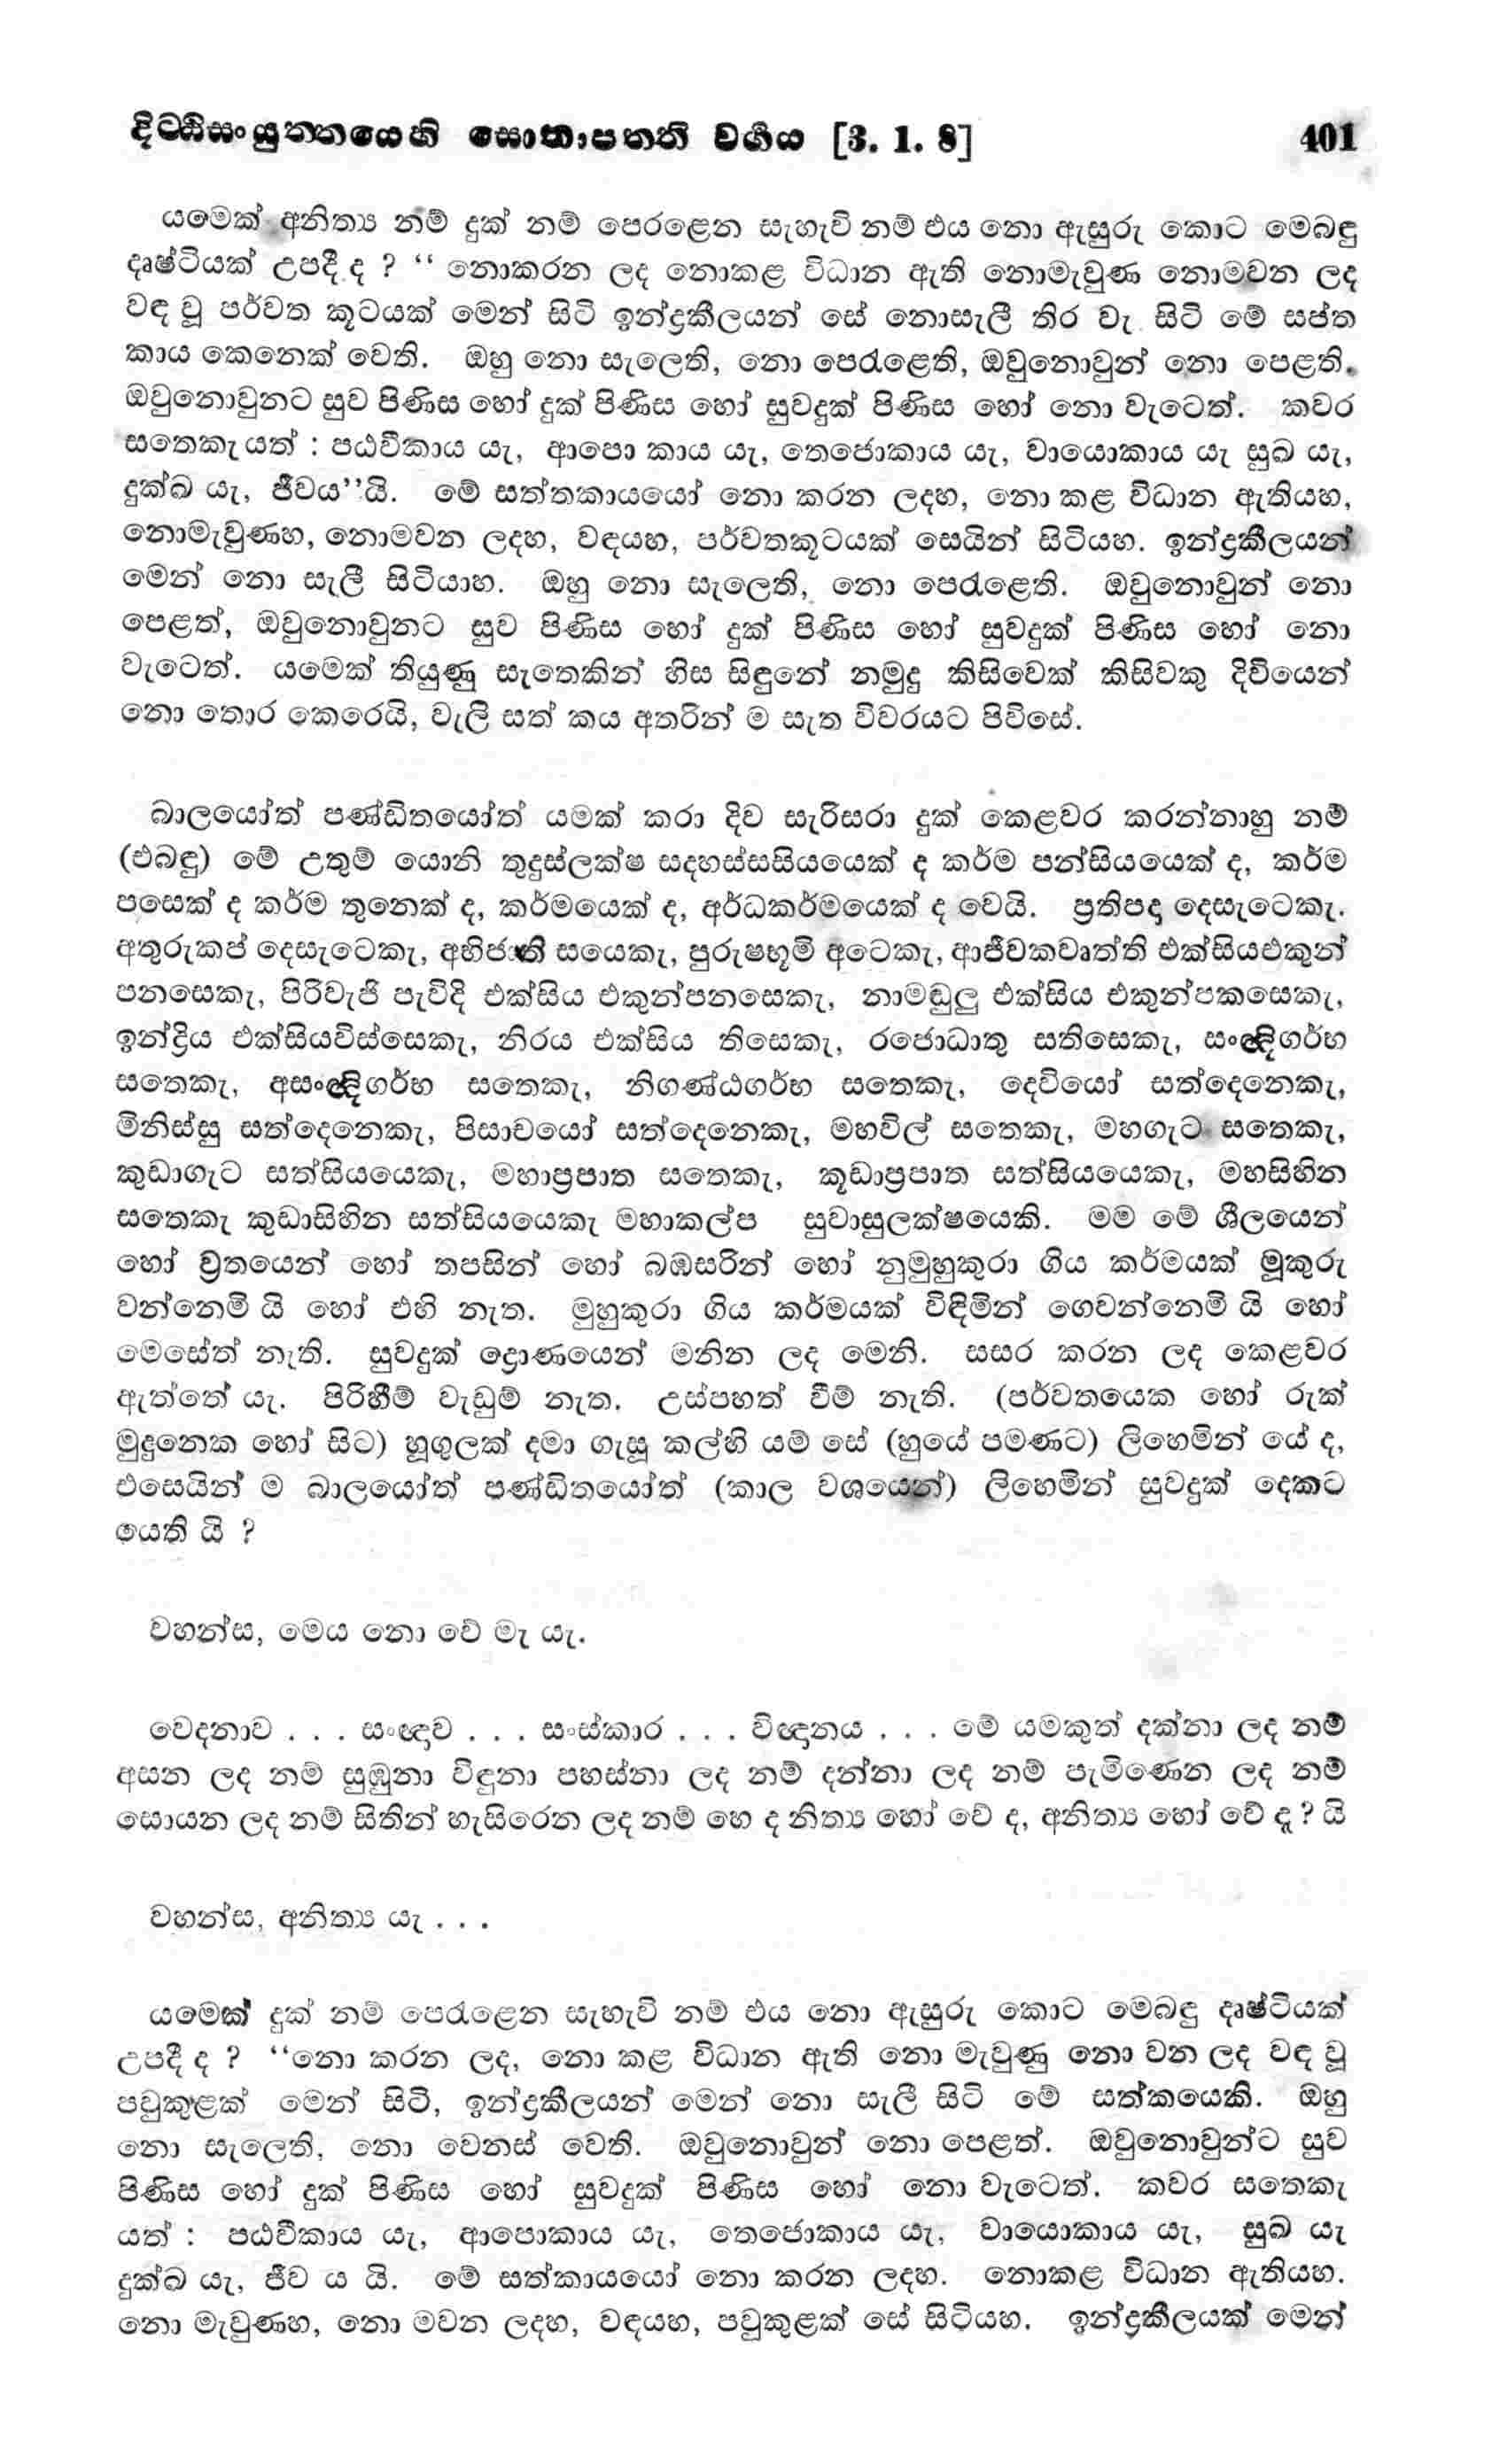 දිට්ඨිසංයුත්තයෙහි සොතාපත්ති වර්ගය [3. 1. 8] 401
යමෙක් අනිත්‍ය නම් දුක් නම් පෙරළෙන සැහැවි නම් එය නො ඇසුරු කොට මෙබඳු
දෘෂ්ටියක් උපදී ද ? “ නොකරන ලද නොකළ විධාන ඇති නොමැවුණ නොමවන ලද
වඳ වූ පර්වත කූටයක් මෙන් සිටි ඉන්ද්‍රකීලයන් සේ නොසැලී තිර වැ සිටි මේ සප්ත
කාය කෙනෙක් වෙති. ඔහු නො සැලෙති, නො පෙරැළෙති, ඔවුනොවුන් නො පෙළති.
ඔවුනොවුනට සුව පිණිස හෝ දුක් පිණිස හෝ සුවදුක් පිණිස හෝ නො වැටෙත්. කවර
සතෙකැ යත් : පඨවීකාය යැ, ආපො කාය යැ, තෙජොකාය යැ, වායොකාය යැ සුඛ යැ,
දුක්ඛ යැ, ජීවය”යි. මේ සත්තකායයෝ නො කරන ලදහ, නො කළ විධාන ඇතියහ,
නොමැවුණහ, නොමවන ලදහ, වඳයහ, පර්වතකූටයක් සෙයින් සිටියහ. ඉන්ද්‍රකීලයන්
මෙන් නො සැලී සිටියාහ. ඔහු නො සැලෙති, නො පෙරැළෙති. ඔවුනොවුන් නො
පෙළත්, ඔවුනොවුනට සුව පිණිස හෝ දුක් පිණිස හෝ සුවදුක් පිණිස හෝ නො
වැටෙත්. යමෙක් තියුණු සැතෙකින් හිස සිඳුනේ නමුදු කිසිවෙක් කිසිවකු දිවියෙන්
නො තොර කෙරෙයි, වැලි සත් කය අතරින් ම සැත විවරයට පිවිසේ.
බාලයෝත් පණ්ඩිතයෝත් යමක් කරා දිව සැරිසරා දුක් කෙළවර කරන්නාහු නම්
(එබඳු) මේ උතුම් යොනි තුදුස්ලක්ෂ සදහස්සසියයෙක් ද කර්ම පන්සියයෙක් ද, කර්ම
පසෙක් ද කර්ම තුනෙක් ද, කර්මයෙක් ද, අර්ධකර්මයෙක් ද වෙයි. ප්‍රතිපදා දෙසැටෙකැ.
අතුරුකප් දෙසැටෙකැ, අභිජාති සයෙකැ, පුරුෂභූමි අටෙකැ, ආජීවකවෘත්ති එක්සියඑකුන්
පනසෙකැ, පිරිවැජි පැවිදි එක්සිය එකුන්පනසෙකැ, නාමඬුලු එක්සිය එකුන්පකසෙකැ,
ඉන්ද්‍රිය එක්සියවිස්සෙකැ, නිරය එක්සිය තිසෙකැ, රජොධාතු සතිසෙකැ, සංඥිගර්භ
සතෙකැ, අසංඥිගර්භ සතෙකැ, නිගණ්ඨගර්භ සතෙකැ, දෙවියෝ සත්දෙනෙකැ,
මිනිස්සු සත්දෙනෙකැ, පිසාචයෝ සත්දෙනෙකැ, මහවිල් සතෙකැ, මහගැට සතෙකැ,
කුඩාගැට සත්සියයෙකැ, මහාප්‍රපාත සතෙකැ, කුඩාප්‍රපාත සත්සියයෙකැ, මහසිහින
සතෙකැ කුඩාසිහින සත්සියයෙකැ මහාකල්ප සුවාසුලක්ෂයෙකි. මම මේ ශීලයෙන්
හෝ ව්‍රතයෙන් හෝ තපසින් හෝ බඹසරින් හෝ නුමුහුකුරා ගිය කර්මයක් මූකුරු
වන්නෙමි යි හෝ එහි නැත. මුහුකුරා ගිය කර්මයක් විඳිමින් ගෙවන්නෙමි යි හෝ
මෙසේත් නැති. සුවදුක් ද්‍රොණයෙන් මනින ලද මෙනි. සසර කරන ලද කෙළවර
ඇත්තේ යැ. පිරිහීම් වැඩුම් නැත. උස්පහත් වීම් නැති. (පර්වතයෙක හෝ රුක්
මුදුනෙක හෝ සිට) හූගුලක් දමා ගැසූ කල්හි යම් සේ (හුයේ පමණට) ලිහෙමින් යේ ද,
එසෙයින් ම බාලයෝත් පණ්ඩිතයෝත් (කාල වශයෙන්) ලිහෙමින් සුවදුක් දෙකට
යෙති යි ?
වහන්ස, මෙය නො වේ මැ යැ.
වෙදනාව . . . සංඥාව . . . සංස්කාර . . . විඥානය . . . මේ යමකුත් දක්නා ලද නම්
අසන ලද නම් සුඹුනා විඳුනා පහස්නා ලද නම් දන්නා ලද නම් පැමිණෙන ලද නම්
සොයන ලද නම් සිතින් හැසිරෙන ලද නම් හෙ ද නිත්‍ය හෝ වේ ද, අනිත්‍ය හෝ වේ දැ ? යි
වහන්ස, අනිත්‍ය යැ . . .
යමෙක් දුක් නම් පෙරැළෙන සැහැවි නම් එය නො ඇසුරු කොට මෙබඳු දෘෂ්ටියක්
උපදී ද ? “නො කරන ලද, නො කළ විධාන ඇති නො මැවුණු නො වන ලද වඳ වූ
පවුකුළක් මෙන් සිටි, ඉන්ද්‍රකීලයන් මෙන් නො සැලී සිටි මේ සත්කයෙකි. ඔහු
නො සැලෙති, නො වෙනස් වෙති. ඔවුනොවුන් නො පෙළත්. ඔවුනොවුන්ට සුව
පිණිස හෝ දුක් පිණිස හෝ සුවදුක් පිණිස හෝ නො වැටෙත්. කවර සතෙකැ
යත් : පඨවීකාය යැ, ආපොකාය යැ, තෙජොකාය යැ, වායොකාය යැ, සුඛ යැ
දුක්ඛ යැ, ජීව ය යි. මේ සත්කායයෝ නො කරන ලදහ. නොකළ විධාන ඇතියහ.
නො මැවුණහ, නො මවන ලදහ, වඳයහ, පවුකුළක් සේ සිටියහ. ඉන්ද්‍රකීලයක් මෙන්